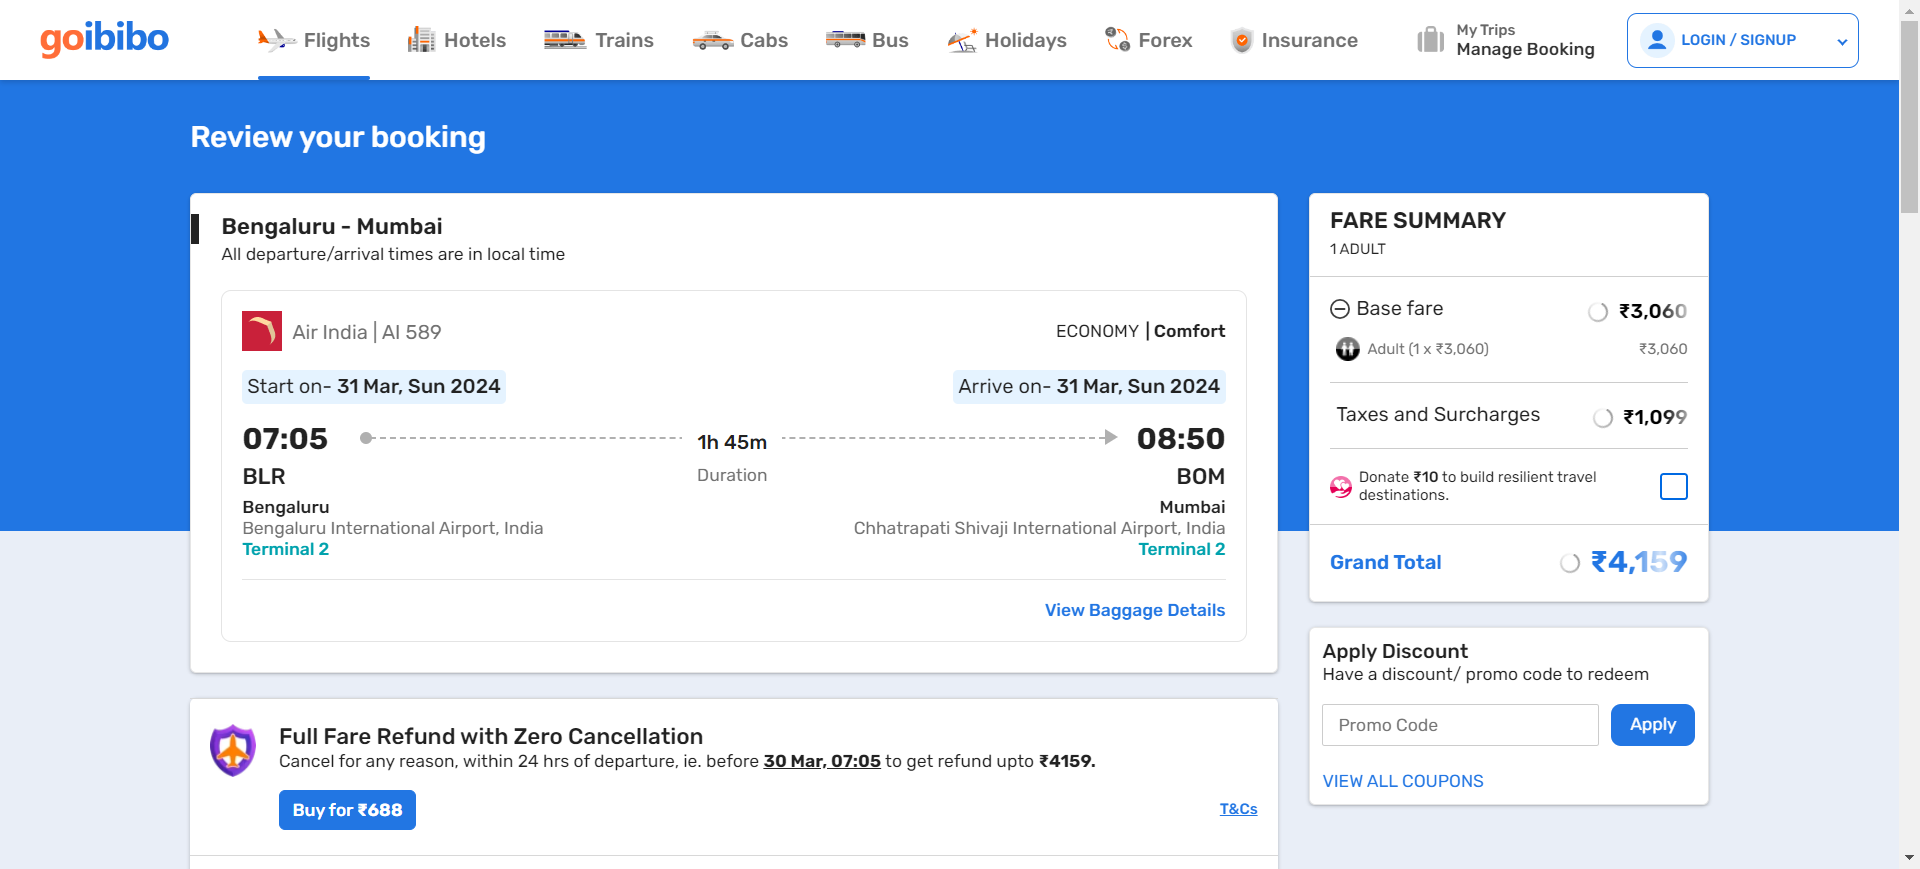 goibibo
Flights
Hotels
Trains
Cabs
Bus
Holidays
Forex
Insurance
My Trips
Manage Booking
LOGIN / SIGNUP
Review your booking
Bengaluru - Mumbai
All departure/arrival times are in local time
Air India | AI 589
ECONOMY | Comfort
Start on- 31 Mar, Sun 2024
Arrive on- 31 Mar, Sun 2024
07:05
1h 45m
08:50
BLR
Duration
BOM
Bengaluru
Mumbai
Bengaluru International Airport, India
Chhatrapati Shivaji International Airport, India
Terminal 2
Terminal 2
View Baggage Details
Full Fare Refund with Zero Cancellation
Cancel for any reason, within 24 hrs of departure, ie. before 30 Mar, 07:05 to get refund upto ₹4159.
Buy for ₹688
T&Cs
FARE SUMMARY
1 ADULT
Base fare ₹3,060
Adult (1 x ₹3,060) ₹3,060
Taxes and Surcharges ₹1,099
Donate ₹10 to build resilient travel
destinations.
Grand Total ₹4,159
Apply Discount
Have a discount/ promo code to redeem
Promo Code
Apply
VIEW ALL COUPONS